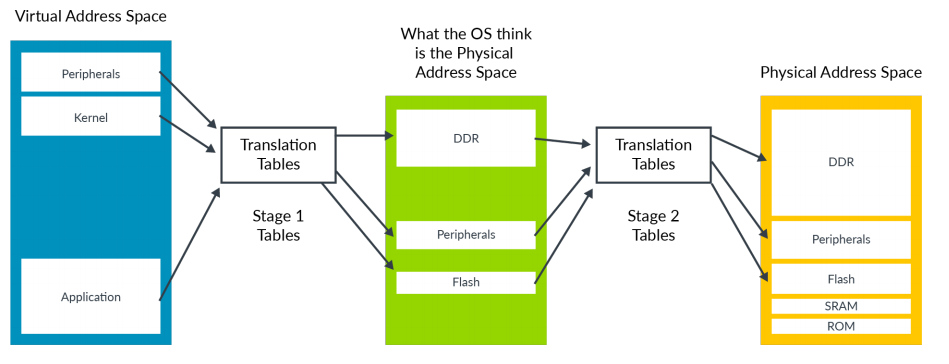 Virtual Address Space
Peripherals
Kernel
Application
Translation
Tables
Stage 1
Tables
What the OS think
is the Physical
Address Space
DDR
Peripherals
Flash
Translation
Tables
Stage 2
Tables
Physical Address Space
DDR
Peripherals
Flash
SRAM
ROM